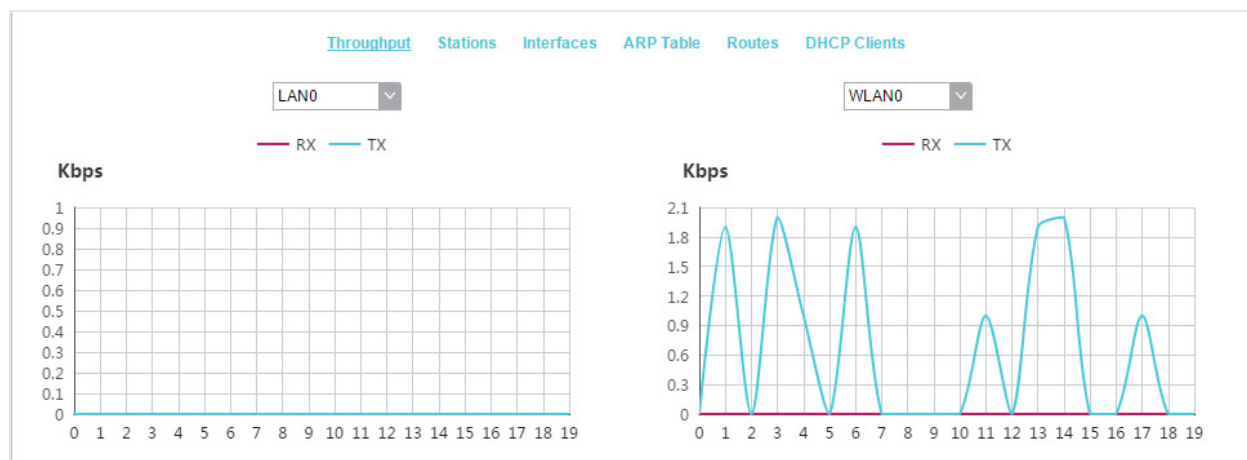 Throughput Stations Interfaces ARP Table Routes DHCP Clients
LAN0
RX TX
Kbps
1
0.9
0.8
0.7
0.6
0.5
0.4
0.3
0.2
0.1
0
0 1 2 3 4 5 6 7 8 9 10 11 12 13 14 15 16 17 18 19
WLAN0
RX TX
Kbps
2.1
1.8
1.5
1.2
0.9
0.6
0.3
0
0 1 2 3 4 5 6 7 8 9 10 11 12 13 14 15 16 17 18 19